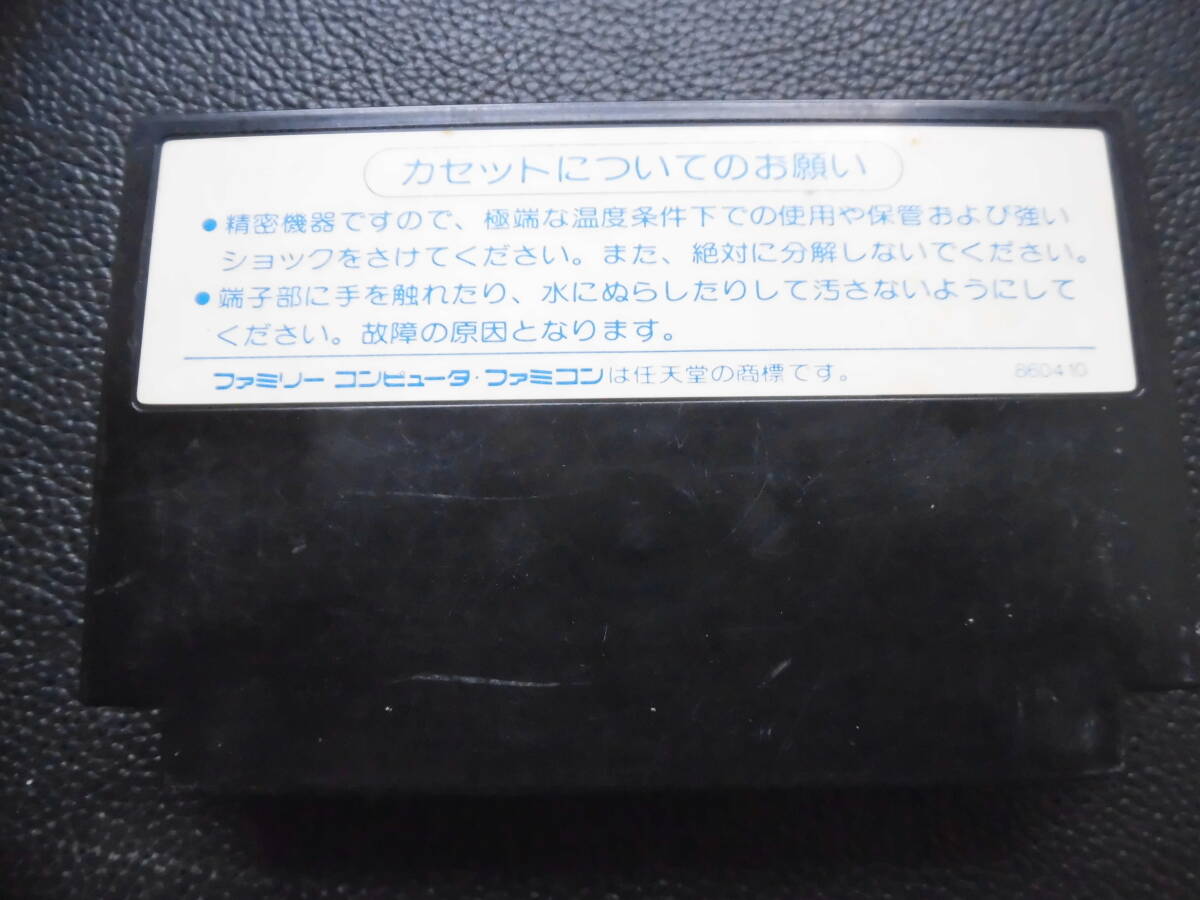 カセットについてのお願い
●精密機器ですので、極端な温度条件下での使用や保管および強い
ショックをさけてください。また、絶対に分解しないでください。
●端子部に手を触れたり、水にぬらしたりして汚さないようにして
ください。故障の原因となります。
ファミリー コンピュータ・ファミコンは任天堂の商標です。 860410